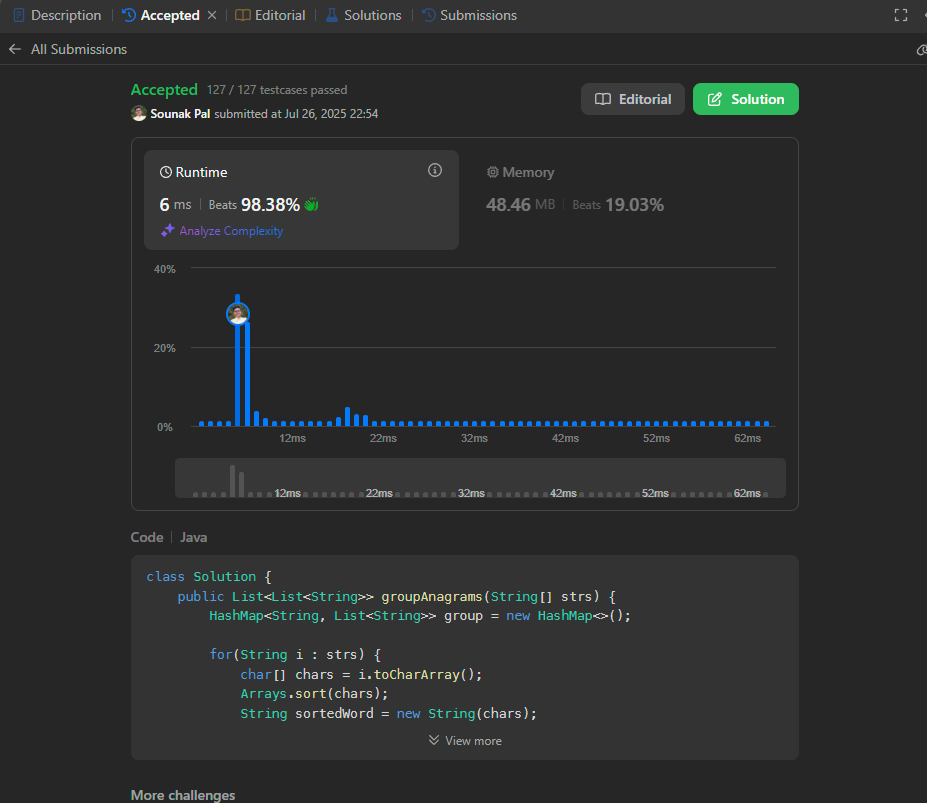 Description Accepted Editorial Solutions Submissions
All Submissions
Accepted 127 / 127 testcases passed
Sounak Pal submitted at Jul 26, 2025 22:54
Editorial Solution
Runtime Memory
6 ms Beats 98.38% 48.46 MB Beats 19.03%
Analyze Complexity
40%
20%
0%
12ms 22ms 32ms 42ms 52ms 62ms
12ms 22ms 32ms 42ms 52ms 62ms
Code Java
class Solution {
    public List<List<String>> groupAnagrams(String[] strs) {
        HashMap<String, List<String>> group = new HashMap<>();
        for(String i : strs) {
            char[] chars = i.toCharArray();
            Arrays.sort(chars);
            String sortedWord = new String(chars);
View more
More challenges